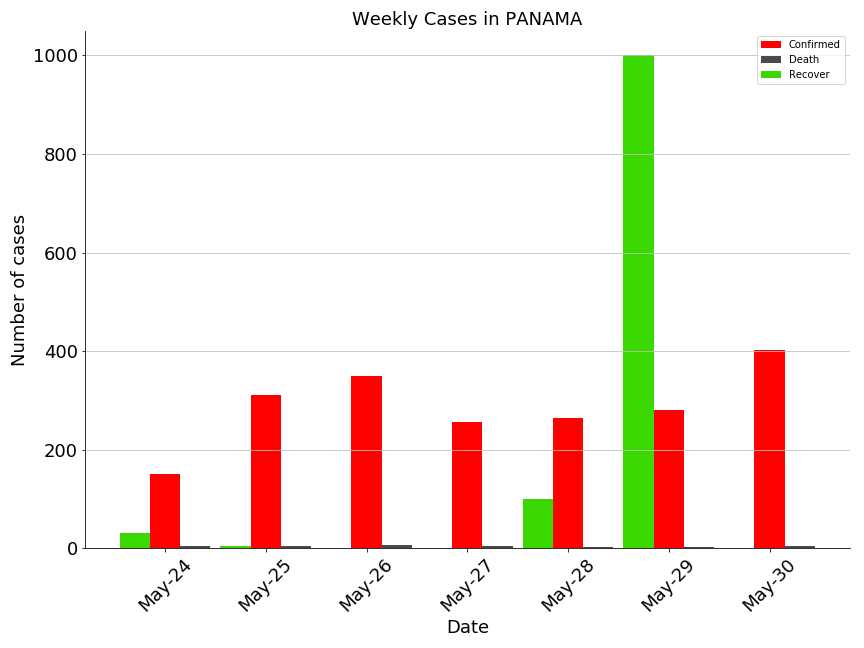 Weekly Cases in PANAMA
Confirmed
Death
Recover
Number of cases
1000
800
600
400
200
0
May-24
May-25
May-26
May-27
May-28
May-29
May-30
Date